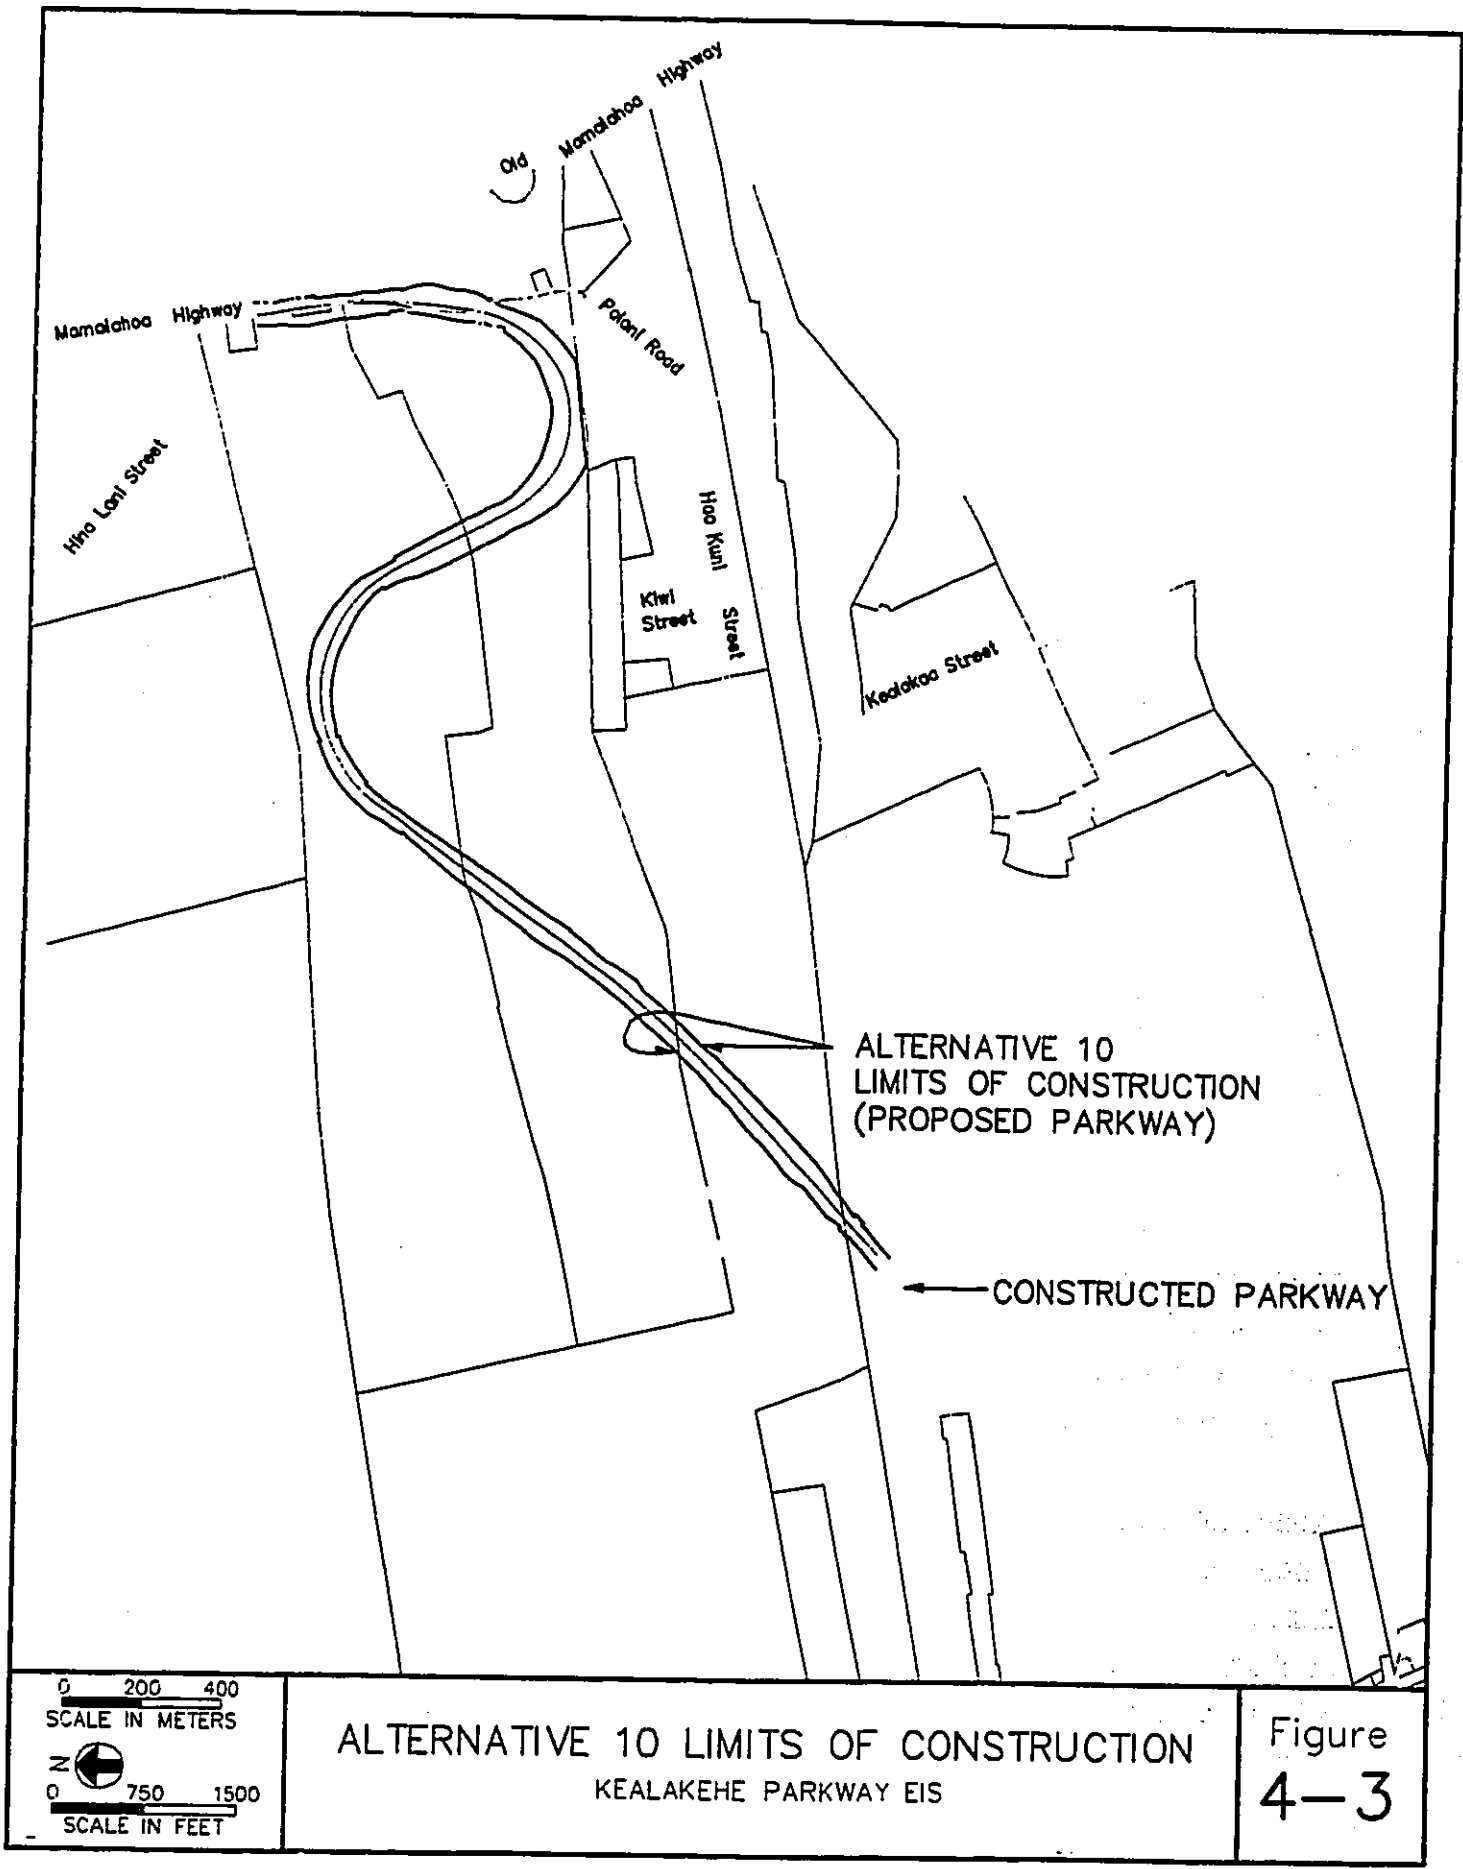 Mamalahoa Highway
Old
Mamalahoa Highway
Palani Road
Hina Lani Street
Hao Kuni Street
Kiwi
Street
Kealakaa Street
ALTERNATIVE 10
LIMITS OF CONSTRUCTION
(PROPOSED PARKWAY)
CONSTRUCTED PARKWAY
0 200 400
SCALE IN METERS
N
0 750 1500
SCALE IN FEET
ALTERNATIVE 10 LIMITS OF CONSTRUCTION
KEALAKEHE PARKWAY EIS
Figure
4-3